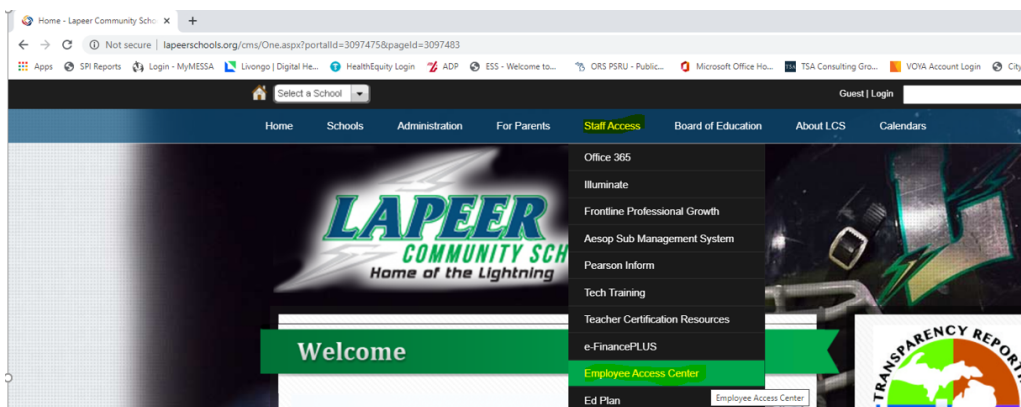 Home - Lapeer Community Scho × +
Not secure | lapeerschools.org/cms/One.aspx?portalId=3097475&pageId=3097483
Apps SPI Reports Login - MyMESSA Livongo | Digital He... HealthEquity Login ADP ESS - Welcome to... ORS PSRU - Public... Microsoft Office Ho... TSA TSA Consulting Gro... VOYA Account Login City
Select a School Guest | Login
Home Schools Administration For Parents Staff Access Board of Education About LCS Calendars
Office 365
Illuminate
Frontline Professional Growth
Aesop Sub Management System
Pearson Inform
Tech Training
Teacher Certification Resources
e-FinancePLUS
Employee Access Center
Ed Plan
Employee Access Center
LAPEER
COMMUNITY SCH
Home of the Lightning
Welcome
TRANSPARENCY REPORTI